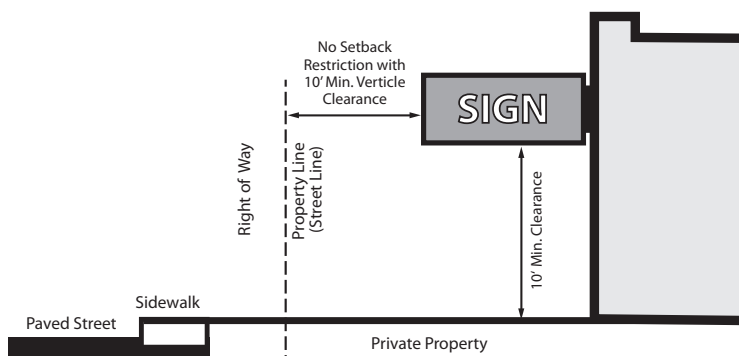 No Setback
Restriction with
10' Min. Verticle
Clearance
SIGN
Right of Way
Property Line
(Street Line)
10' Min. Clearance
Sidewalk
Paved Street
Private Property